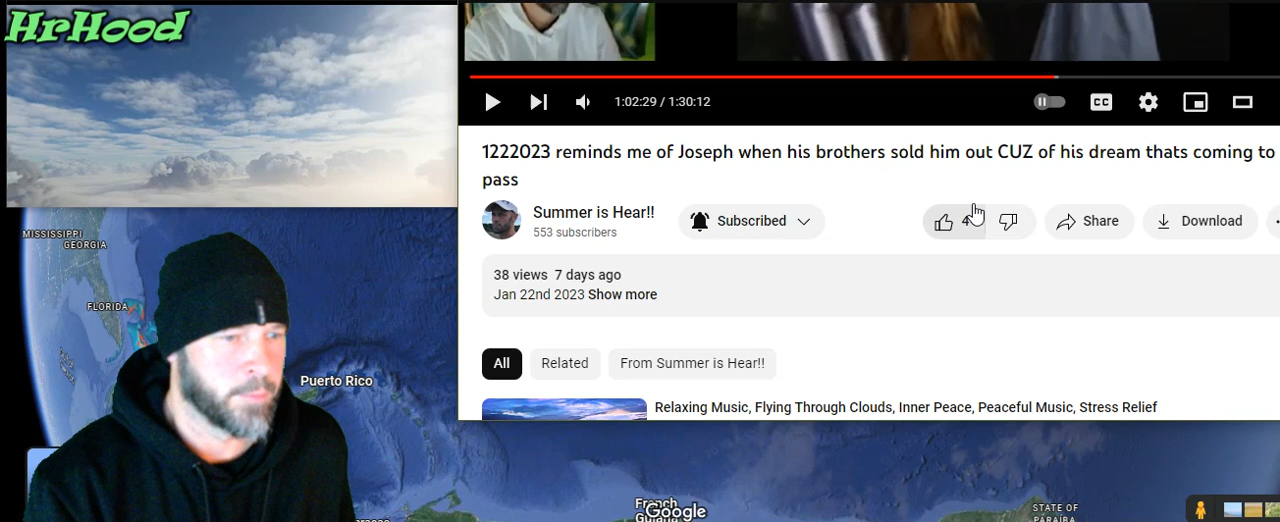 HrHood
1:02:29 / 1:30:12
CC
1222023 reminds me of Joseph when his brothers sold him out CUZ of his dream thats coming to
pass
Summer is Hear!!
553 subscribers
Subscribed
Share
Download
38 views 7 days ago
Jan 22nd 2023 Show more
All
Related
From Summer is Hear!!
Relaxing Music, Flying Through Clouds, Inner Peace, Peaceful Music, Stress Relief
MISSISSIPPI
GEORGIA
FLORIDA
Puerto Rico
French
Guiana
Google
STATE OF
PARAÍBA